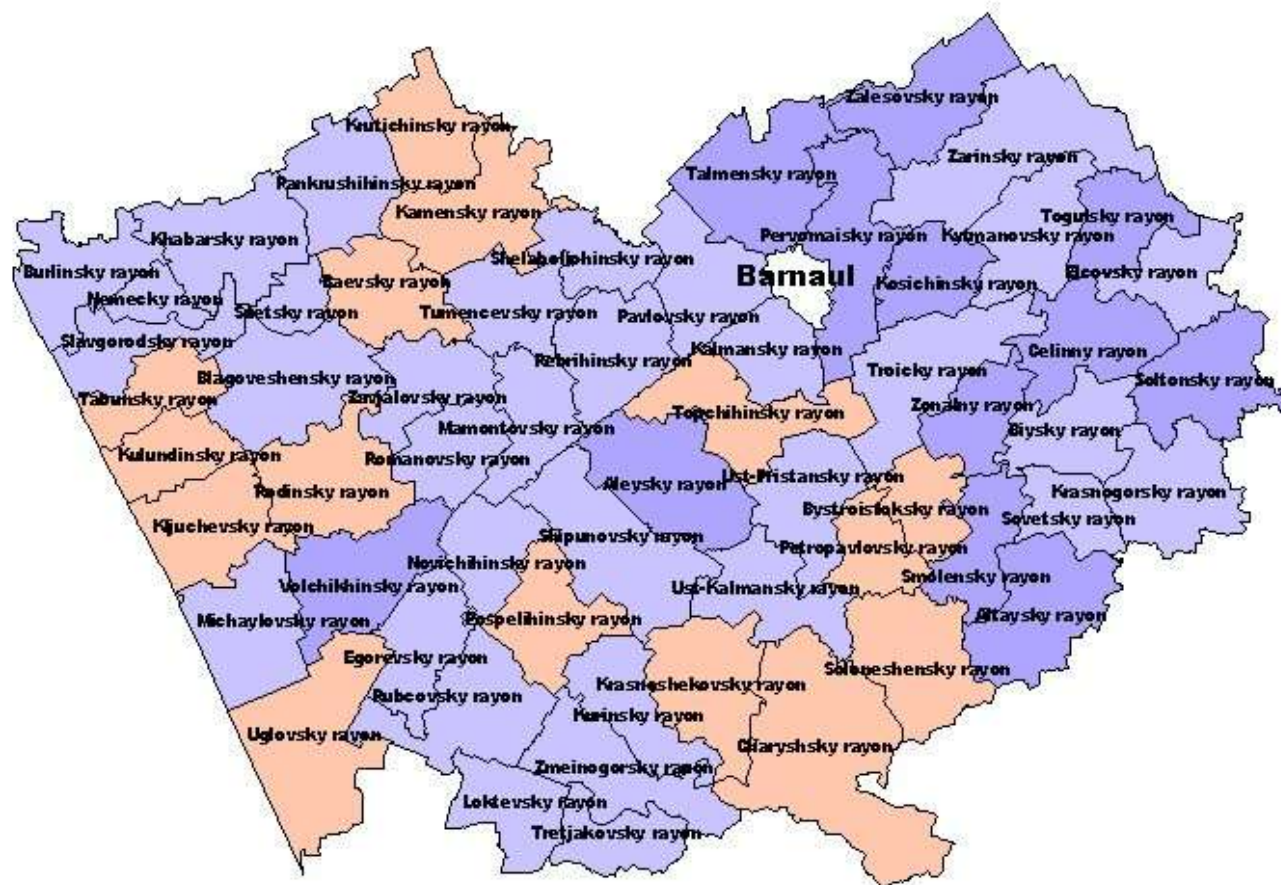 Zalesovsky rayon
Krutichinsky rayon
Zarinsky rayon
Talmensky rayon
Pankrushihinsky rayon
Kamensky rayon
Togulsky rayon
Pervomaisky rayon
Kytmanovsky rayon
Khabarsky rayon
Shelabolihinsky rayon
Burlinsky rayon
Baevsky rayon
Barnaul
Kosichinsky rayon
Elcovsky rayon
Nemecky rayon
Suetsky rayon
Tumencevsky rayon
Pavlovsky rayon
Slavgorodsky rayon
Rebrihinsky rayon
Kalmansky rayon
Celinny rayon
Troicky rayon
Blagoveshensky rayon
Soltonsky rayon
Tabunsky rayon
Zavjalovsky rayon
Topchihinsky rayon
Zonalny rayon
Mamontovsky rayon
Biysky rayon
Kulundinsky rayon
Romanovsky rayon
Ust-Pristansky rayon
Rodinsky rayon
Aleysky rayon
Krasnogorsky rayon
Bystroistoksky rayon
Sovetsky rayon
Kljuchevsky rayon
Shipunovsky rayon
Petropavlovsky rayon
Novichihinsky rayon
Smolensky rayon
Volchikhinsky rayon
Ust-Kalmansky rayon
Michaylovsky rayon
Pospelihinsky rayon
Altaysky rayon
Egorevsky rayon
Soloneshensky rayon
Krasnoshekovsky rayon
Rubcovsky rayon
Kurinsky rayon
Uglovsky rayon
Charyshsky rayon
Zmeinogorsky rayon
Loktevsky rayon
Tretjakovsky rayon